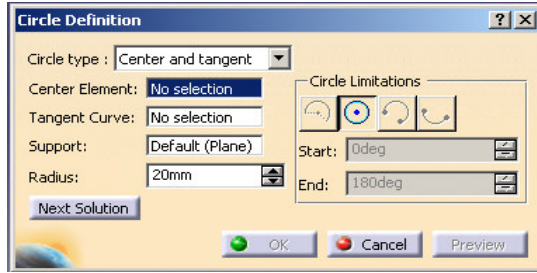 Circle Definition
Circle type : Center and tangent
Center Element: No selection
Tangent Curve: No selection
Support: Default (Plane)
Radius: 20mm
Next Solution
Circle Limitations
Start: 0deg
End: 180deg
OK Cancel Preview